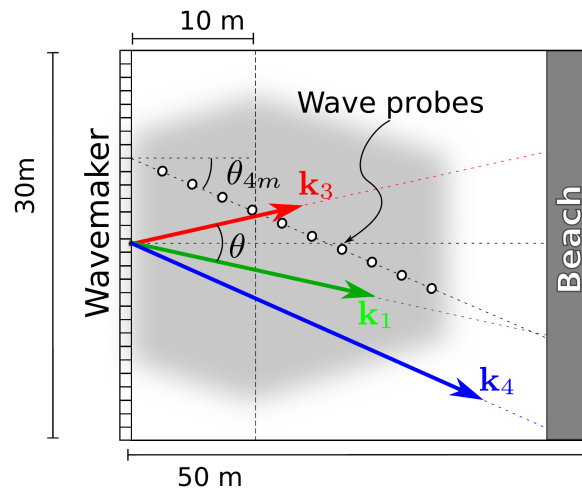 10 m
Wave probes
θ4m
k3
30m
Wavemaker
θ
Beach
k1
k4
50 m